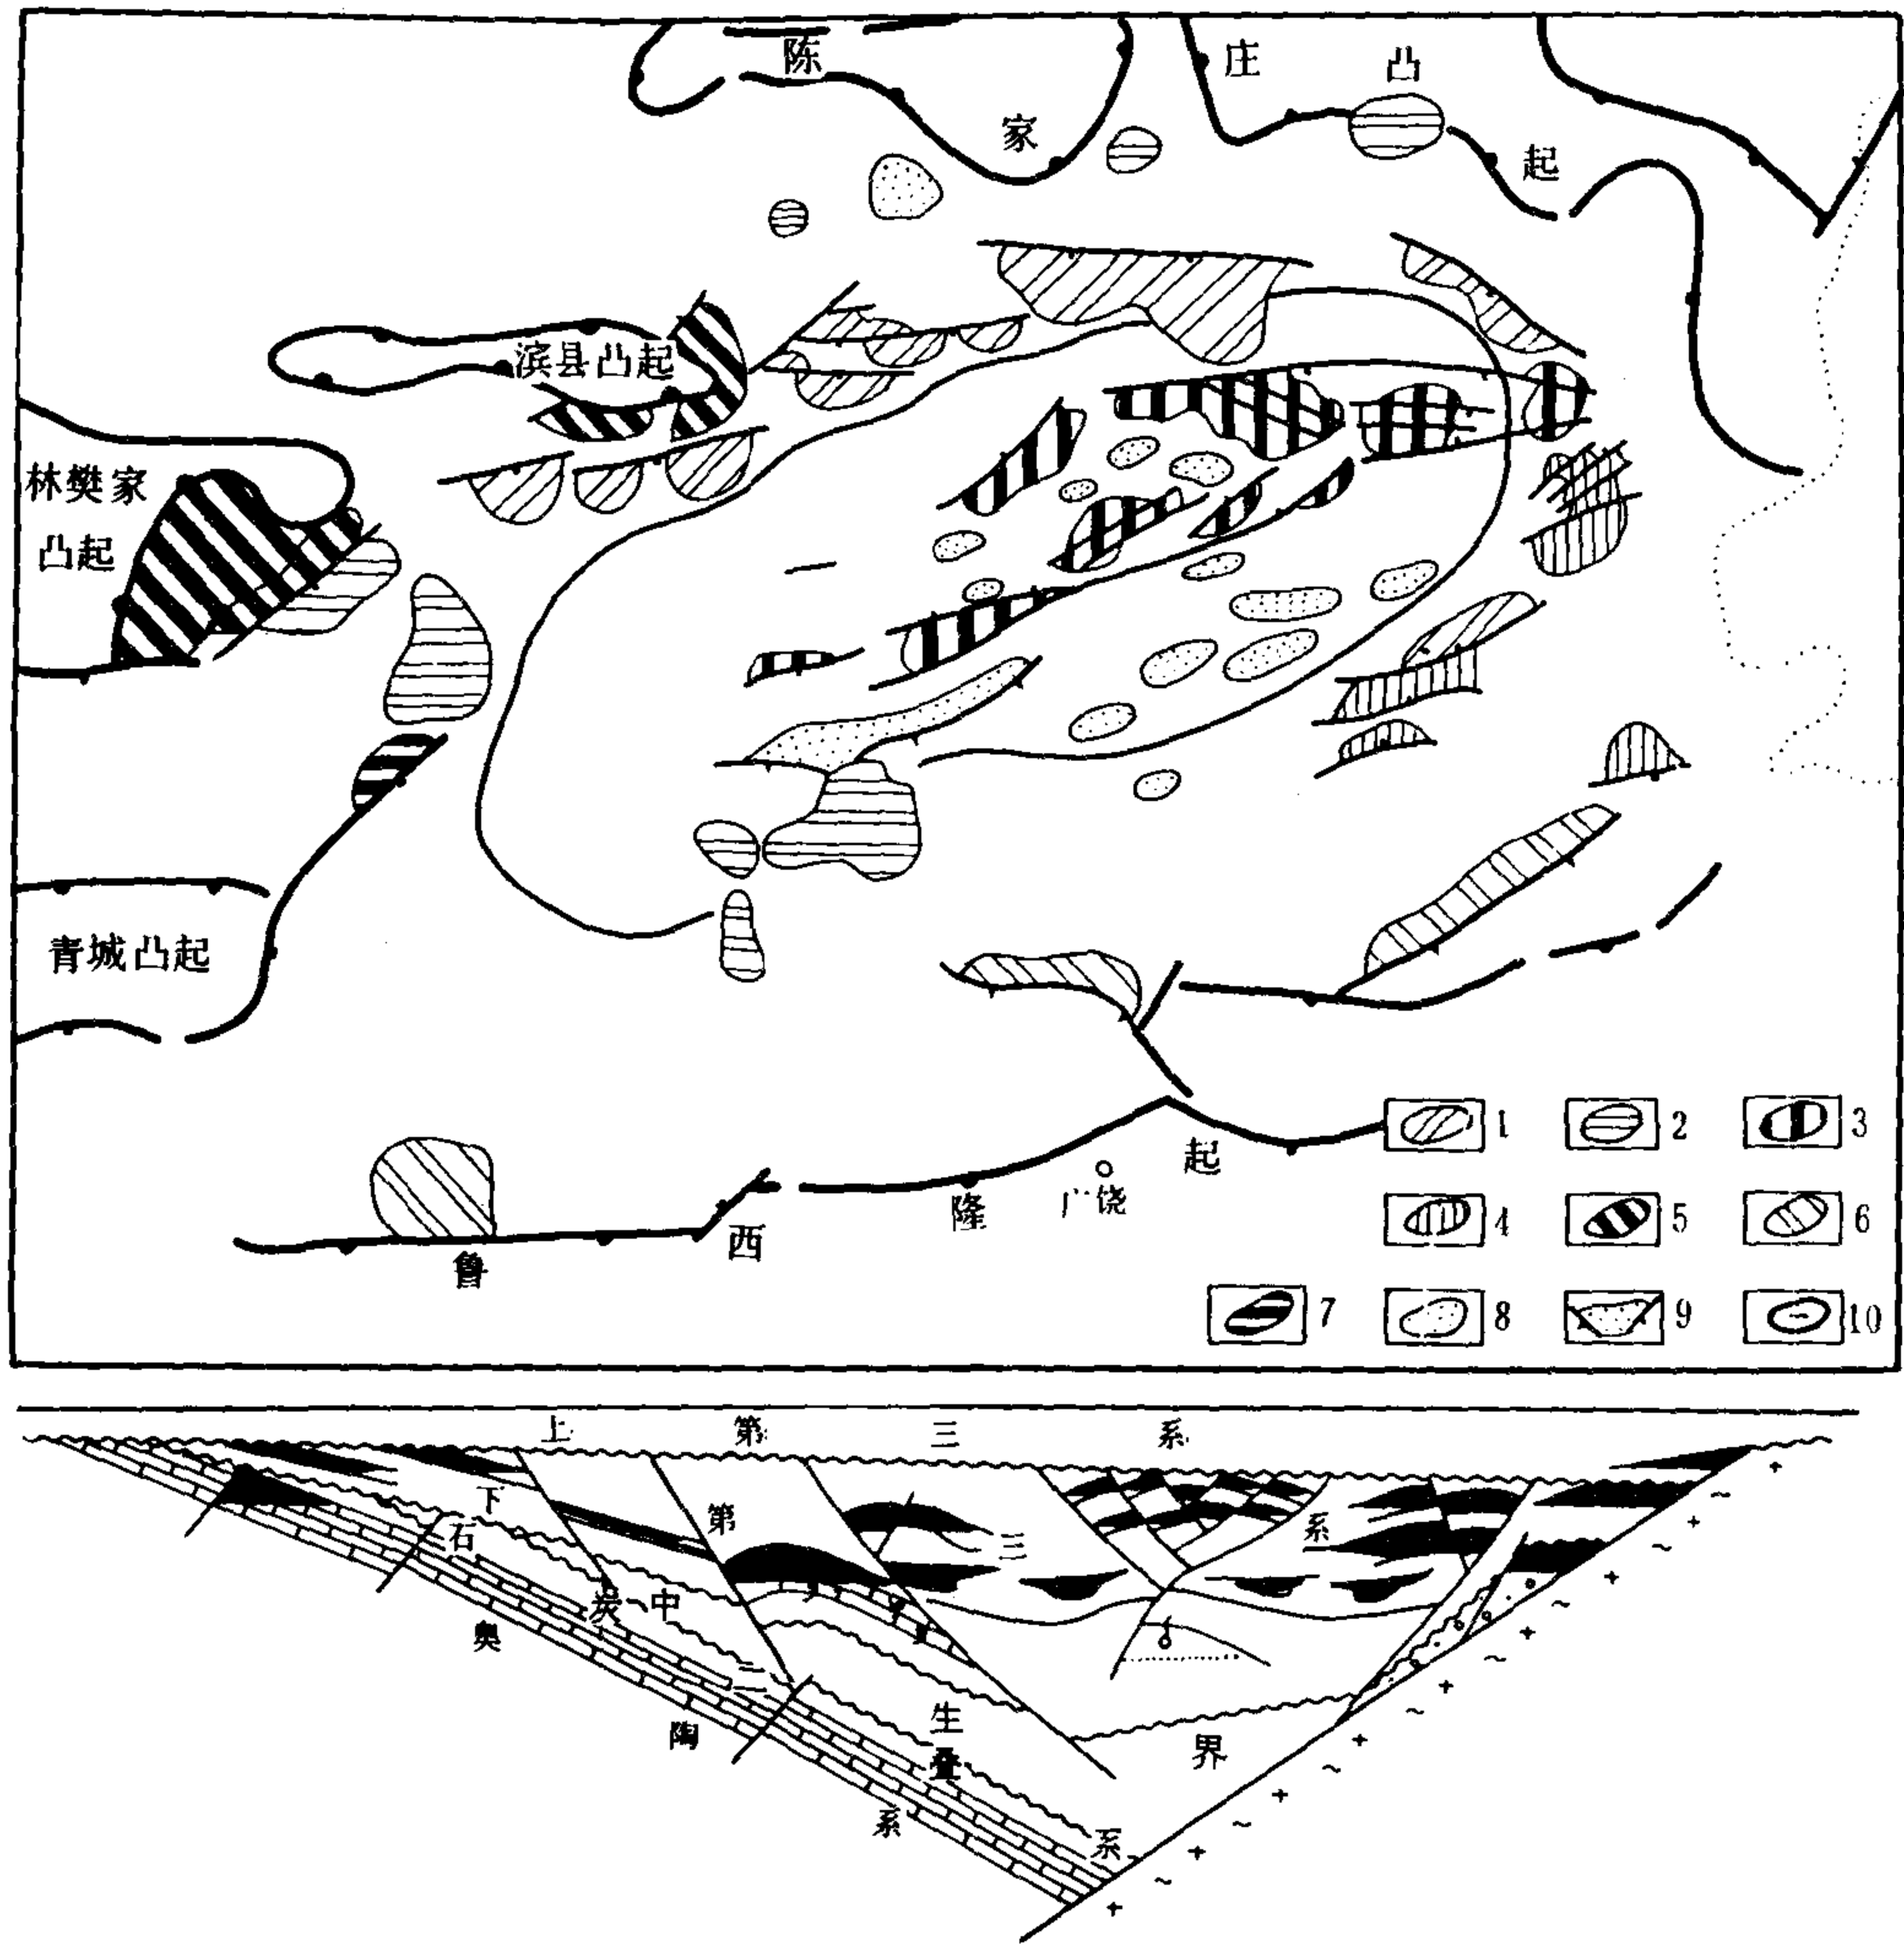 陈 庄 凸
家 起
滨县凸起
林樊家
凸起
青城凸起
鲁 西 隆 起
广饶
1 2 3
4 5 6
7 8 9 10
上 第 三 系
下 第 三 系
石 炭 二 叠 系
中 生 界
奥 陶 系